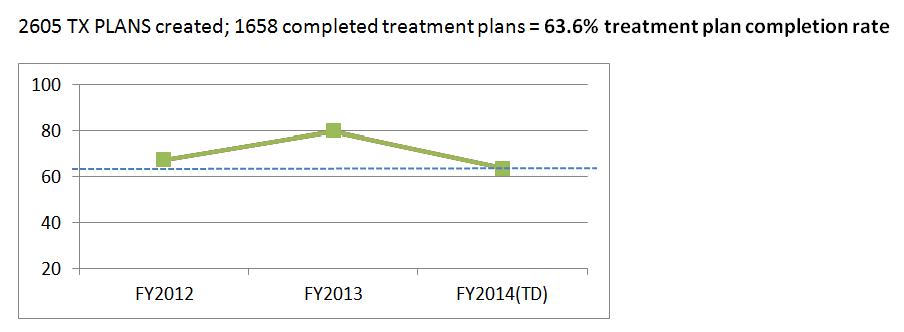 2605 TX PLANS created; 1658 completed treatment plans = 63.6% treatment plan completion rate
100
80
60
40
20
FY2012 FY2013 FY2014(TD)